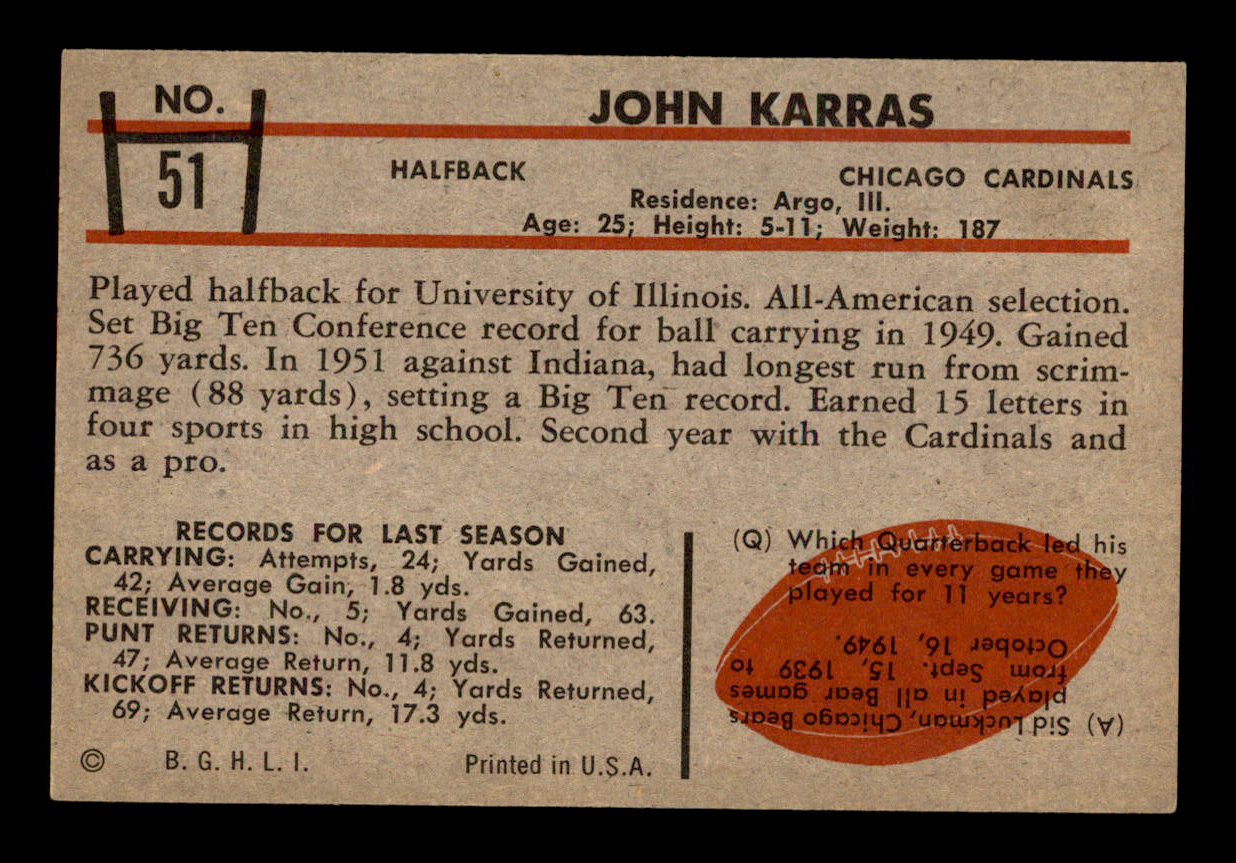 NO.
51
JOHN KARRAS
HALFBACK
CHICAGO CARDINALS
Residence: Argo, Ill.
Age: 25; Height: 5-11; Weight: 187
Played halfback for University of Illinois. All-American selection.
Set Big Ten Conference record for ball carrying in 1949. Gained
736 yards. In 1951 against Indiana, had longest run from scrim-
mage (88 yards), setting a Big Ten record. Earned 15 letters in
four sports in high school. Second year with the Cardinals and
as a pro.
RECORDS FOR LAST SEASON
CARRYING: Attempts, 24; Yards Gained,
42; Average Gain, 1.8 yds.
RECEIVING: No., 5; Yards Gained, 63.
PUNT RETURNS: No., 4; Yards Returned,
47; Average Return, 11.8 yds.
KICKOFF RETURNS: No., 4; Yards Returned,
69; Average Return, 17.3 yds.
© B. G. H. L. I. Printed in U.S.A.
(Q) Which Quarterback led his
team in every game they
played for 11 years?
(A) Sid Luckman, Chicago Bears
played in all Bear games
from Sept. 15, 1939 to
October 16, 1949.